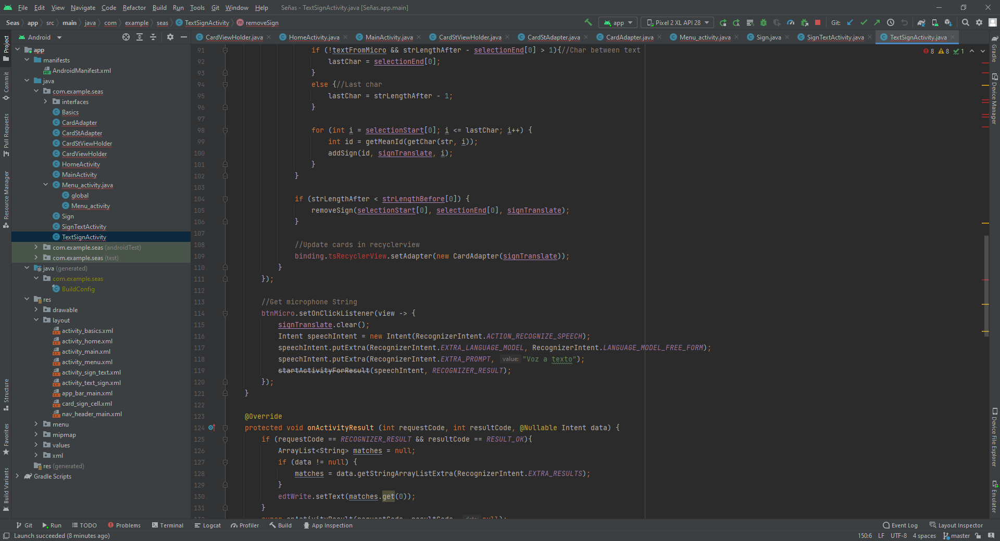 File Edit View Navigate Code Refactor Build Run Tools Git Window Help Señas - TextSignActivity.java [Señas.app.main]
Seas app src main java com example seas TextSignActivity removeSign app Pixel 2 XL API 28 Git:
Project
Commit
Pull Requests
Resource Manager
Structure
Favorites
Build Variants
Android
app
manifests
AndroidManifest.xml
java
com.example.seas
interfaces
Basics
CardAdapter
CardStAdapter
CardStViewHolder
CardViewHolder
HomeActivity
MainActivity
Menu_activity.java
global
Menu_activity
Sign
SignTextActivity
TextSignActivity
com.example.seas (androidTest)
com.example.seas (test)
java (generated)
com.example.seas
BuildConfig
res
drawable
layout
activity_basics.xml
activity_home.xml
activity_main.xml
activity_menu.xml
activity_sign_text.xml
activity_text_sign.xml
app_bar_main.xml
card_sign_cell.xml
nav_header_main.xml
menu
mipmap
values
xml
res (generated)
Gradle Scripts
CardViewHolder.java HomeActivity.java MainActivity.java CardStViewHolder.java CardStAdapter.java CardAdapter.java Menu_activity.java Sign.java SignTextActivity.java TextSignActivity.java
8 8 1
91 if (!textFromMicro && strLengthAfter - selectionEnd[0] > 1){//Char between text
92 lastChar = selectionEnd[0];
93 }
94 else {//Last char
95 lastChar = strLengthAfter - 1;
96 }
97
98 for (int i = selectionStart[0]; i <= lastChar; i++) {
99 int id = getMeanId(getChar(str, i));
100 addSign(id, signTranslate, i);
101 }
102 }
103
104 if (strLengthAfter < strLengthBefore[0]) {
105 removeSign(selectionStart[0], selectionEnd[0], signTranslate);
106 }
107
108 //Update cards in recyclerview
109 binding.tsRecyclerView.setAdapter(new CardAdapter(signTranslate));
110 }
111 });
112
113 //Get microphone String
114 btnMicro.setOnClickListener(view -> {
115 signTranslate.clear();
116 Intent speechIntent = new Intent(RecognizerIntent.ACTION_RECOGNIZE_SPEECH);
117 speechIntent.putExtra(RecognizerIntent.EXTRA_LANGUAGE_MODEL, RecognizerIntent.LANGUAGE_MODEL_FREE_FORM);
118 speechIntent.putExtra(RecognizerIntent.EXTRA_PROMPT, value: "Voz a texto");
119 startActivityForResult(speechIntent, RECOGNIZER_RESULT);
120 });
121 }
122
123 @Override
124 protected void onActivityResult (int requestCode, int resultCode, @Nullable Intent data) {
125 if (requestCode == RECOGNIZER_RESULT && resultCode == RESULT_OK){
126 ArrayList<String> matches = null;
127 if (data != null) {
128 matches = data.getStringArrayListExtra(RecognizerIntent.EXTRA_RESULTS);
129 }
130 edtWrite.setText(matches.get(0));
131 }
132 super.onActivityResult(requestCode, resultCode, data: null);
Gradle
Device Manager
Device File Explorer
Emulator
Git Run TODO Problems Terminal Logcat Profiler Build App Inspection Event Log Layout Inspector
Launch succeeded (8 minutes ago) 150:6 LF UTF-8 4 spaces master